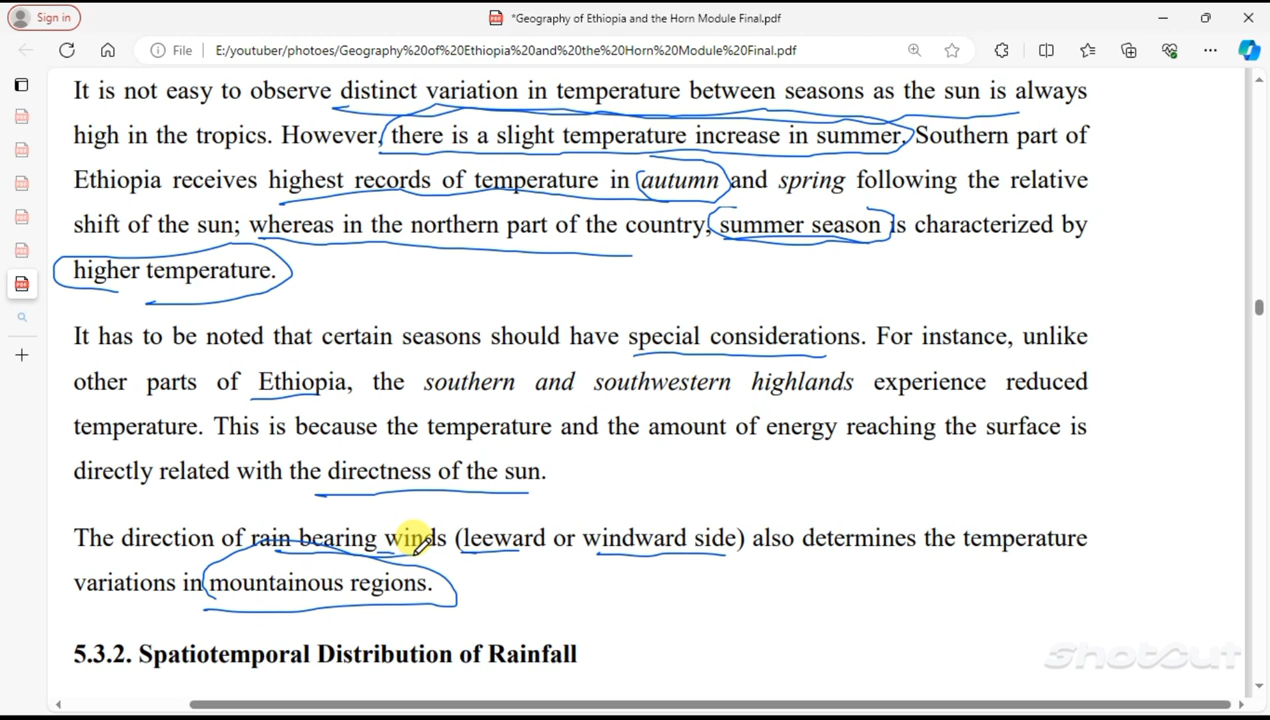 Sign in
*Geography of Ethiopia and the Horn Module Final.pdf
File
E:/youtuber/photoes/Geography%20of%20Ethiopia%20and%20the%20Horn%20Module%20Final.pdf
It is not easy to observe distinct variation in temperature between seasons as the sun is always
high in the tropics. However, there is a slight temperature increase in summer. Southern part of
Ethiopia receives highest records of temperature in autumn and spring following the relative
shift of the sun; whereas in the northern part of the country, summer season is characterized by
higher temperature.
It has to be noted that certain seasons should have special considerations. For instance, unlike
other parts of Ethiopia, the southern and southwestern highlands experience reduced
temperature. This is because the temperature and the amount of energy reaching the surface is
directly related with the directness of the sun.
The direction of rain bearing winds (leeward or windward side) also determines the temperature
variations in mountainous regions.
5.3.2. Spatiotemporal Distribution of Rainfall
shotcut